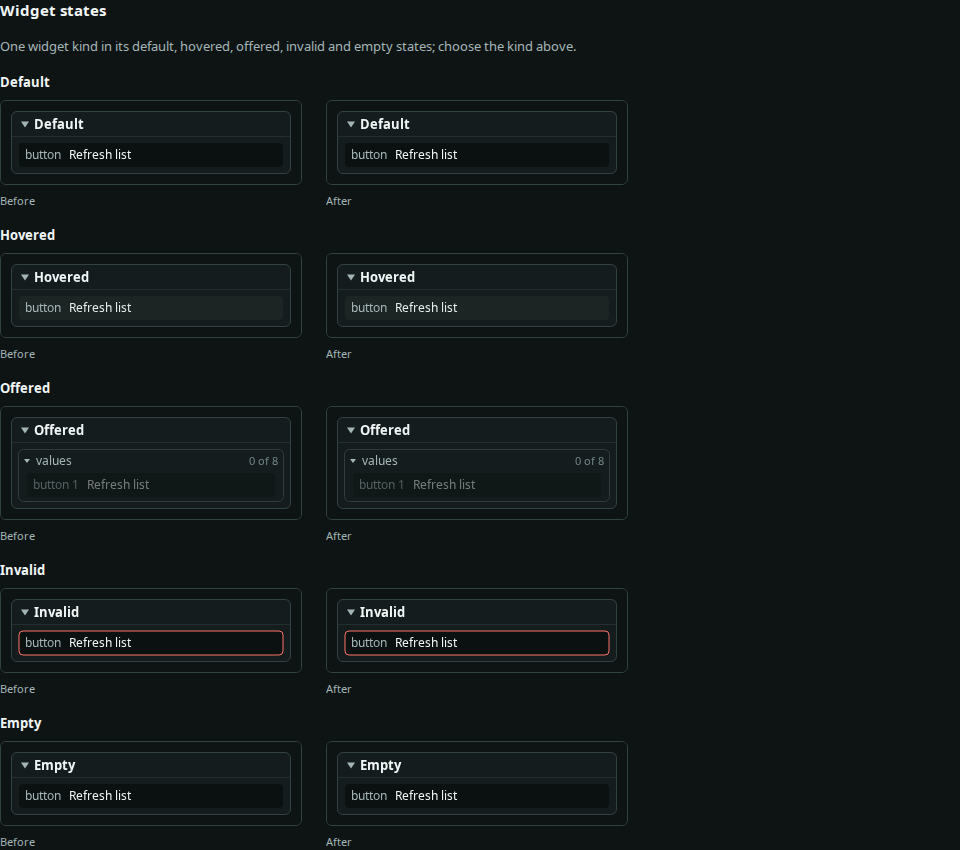 Widget states
One widget kind in its default, hovered, offered, invalid and empty states; choose the kind above.
Default
Default Default
button Refresh list button Refresh list
Before After
Hovered
Hovered Hovered
button Refresh list button Refresh list
Before After
Offered
Offered Offered
values 0 of 8 values 0 of 8
button 1 Refresh list button 1 Refresh list
Before After
Invalid
Invalid Invalid
button Refresh list button Refresh list
Before After
Empty
Empty Empty
button Refresh list button Refresh list
Before After